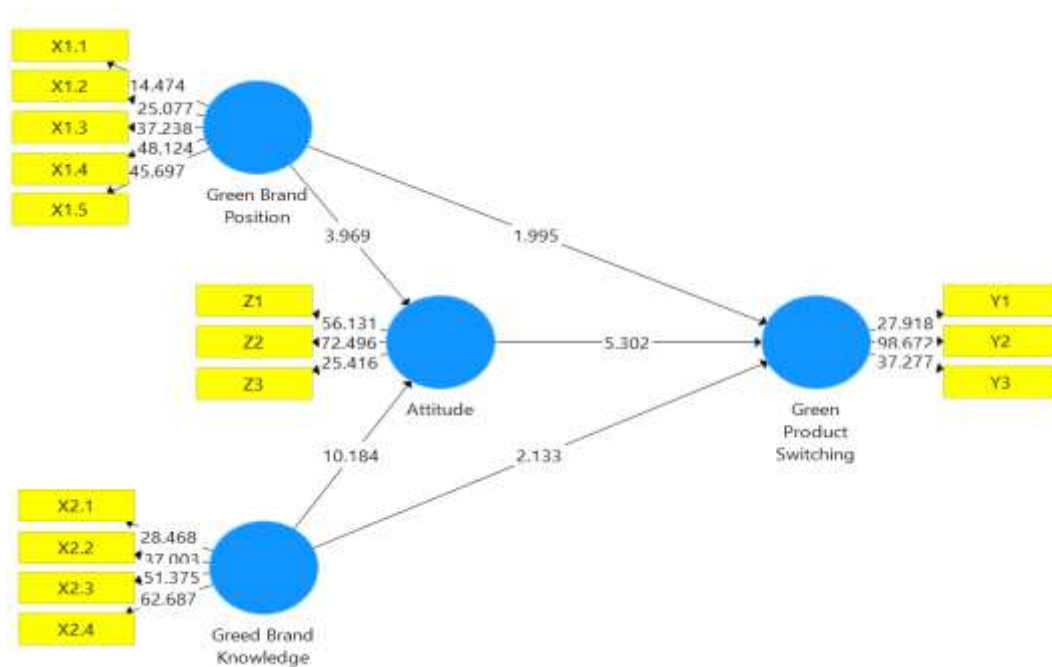 X1.1
X1.2
X1.3
X1.4
X1.5
14.474
25.077
37.238
48.124
45.697
Green Brand
Position
3.969
1.995
Z1
Z2
Z3
56.131
72.496
25.416
Attitude
5.302
27.918
98.672
37.277
Y1
Y2
Y3
Green
Product
Switching
10.184
2.133
X2.1
X2.2
X2.3
X2.4
28.468
37.003
51.375
62.687
Greed Brand
Knowledge